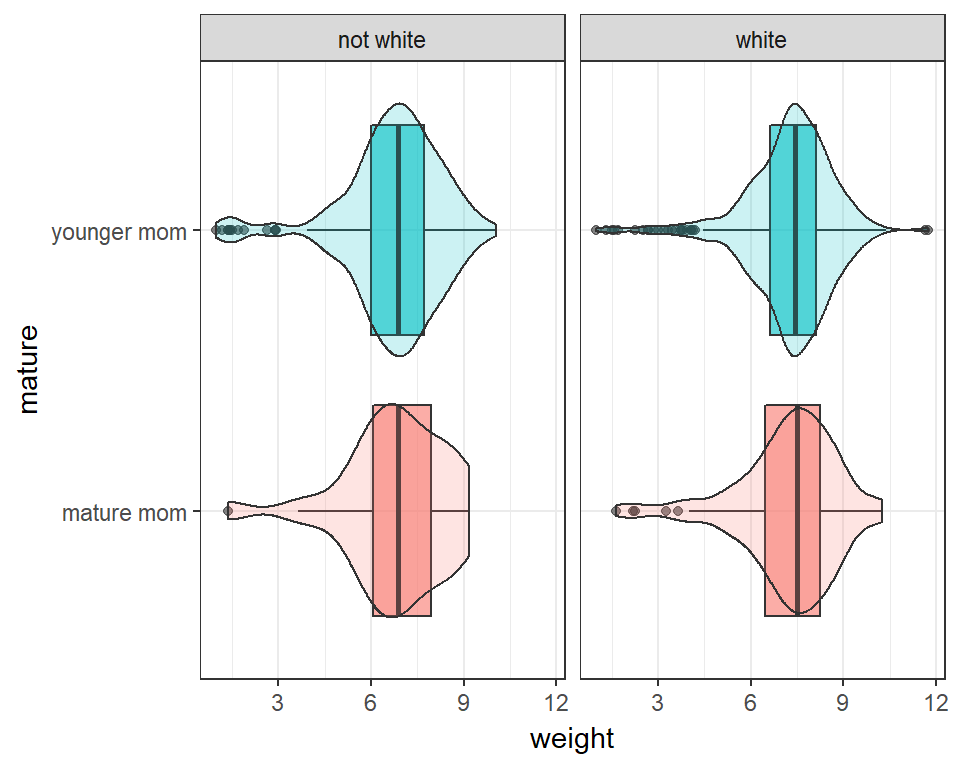 not white
white
younger mom
mature mom
mature
3 6 9 12
3 6 9 12
weight